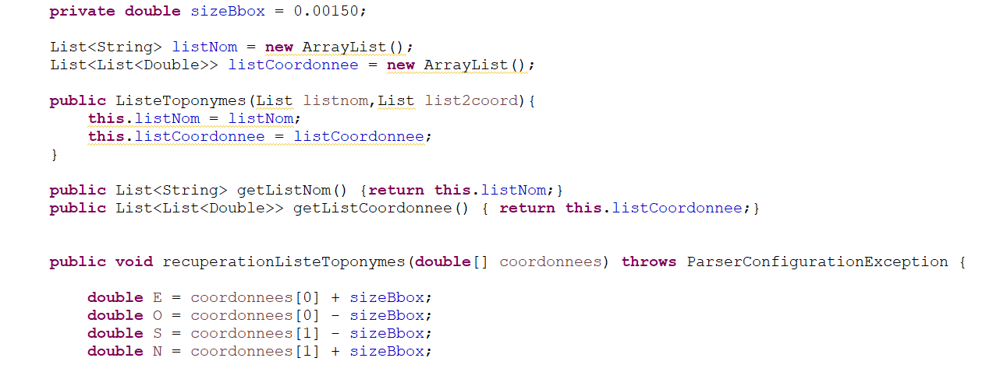 private double sizeBbox = 0.00150;
List<String> listNom = new ArrayList();
List<List<Double>> listCoordonnee = new ArrayList();
public ListeToponymes(List listnom,List list2coord){
this.listNom = listNom;
this.listCoordonnee = listCoordonnee;
}
public List<String> getListNom() {return this.listNom;}
public List<List<Double>> getListCoordonnee() { return this.listCoordonnee;}
public void recuperationListeToponymes(double[] coordonnees) throws ParserConfigurationException {
double E = coordonnees[0] + sizeBbox;
double O = coordonnees[0] - sizeBbox;
double S = coordonnees[1] - sizeBbox;
double N = coordonnees[1] + sizeBbox;